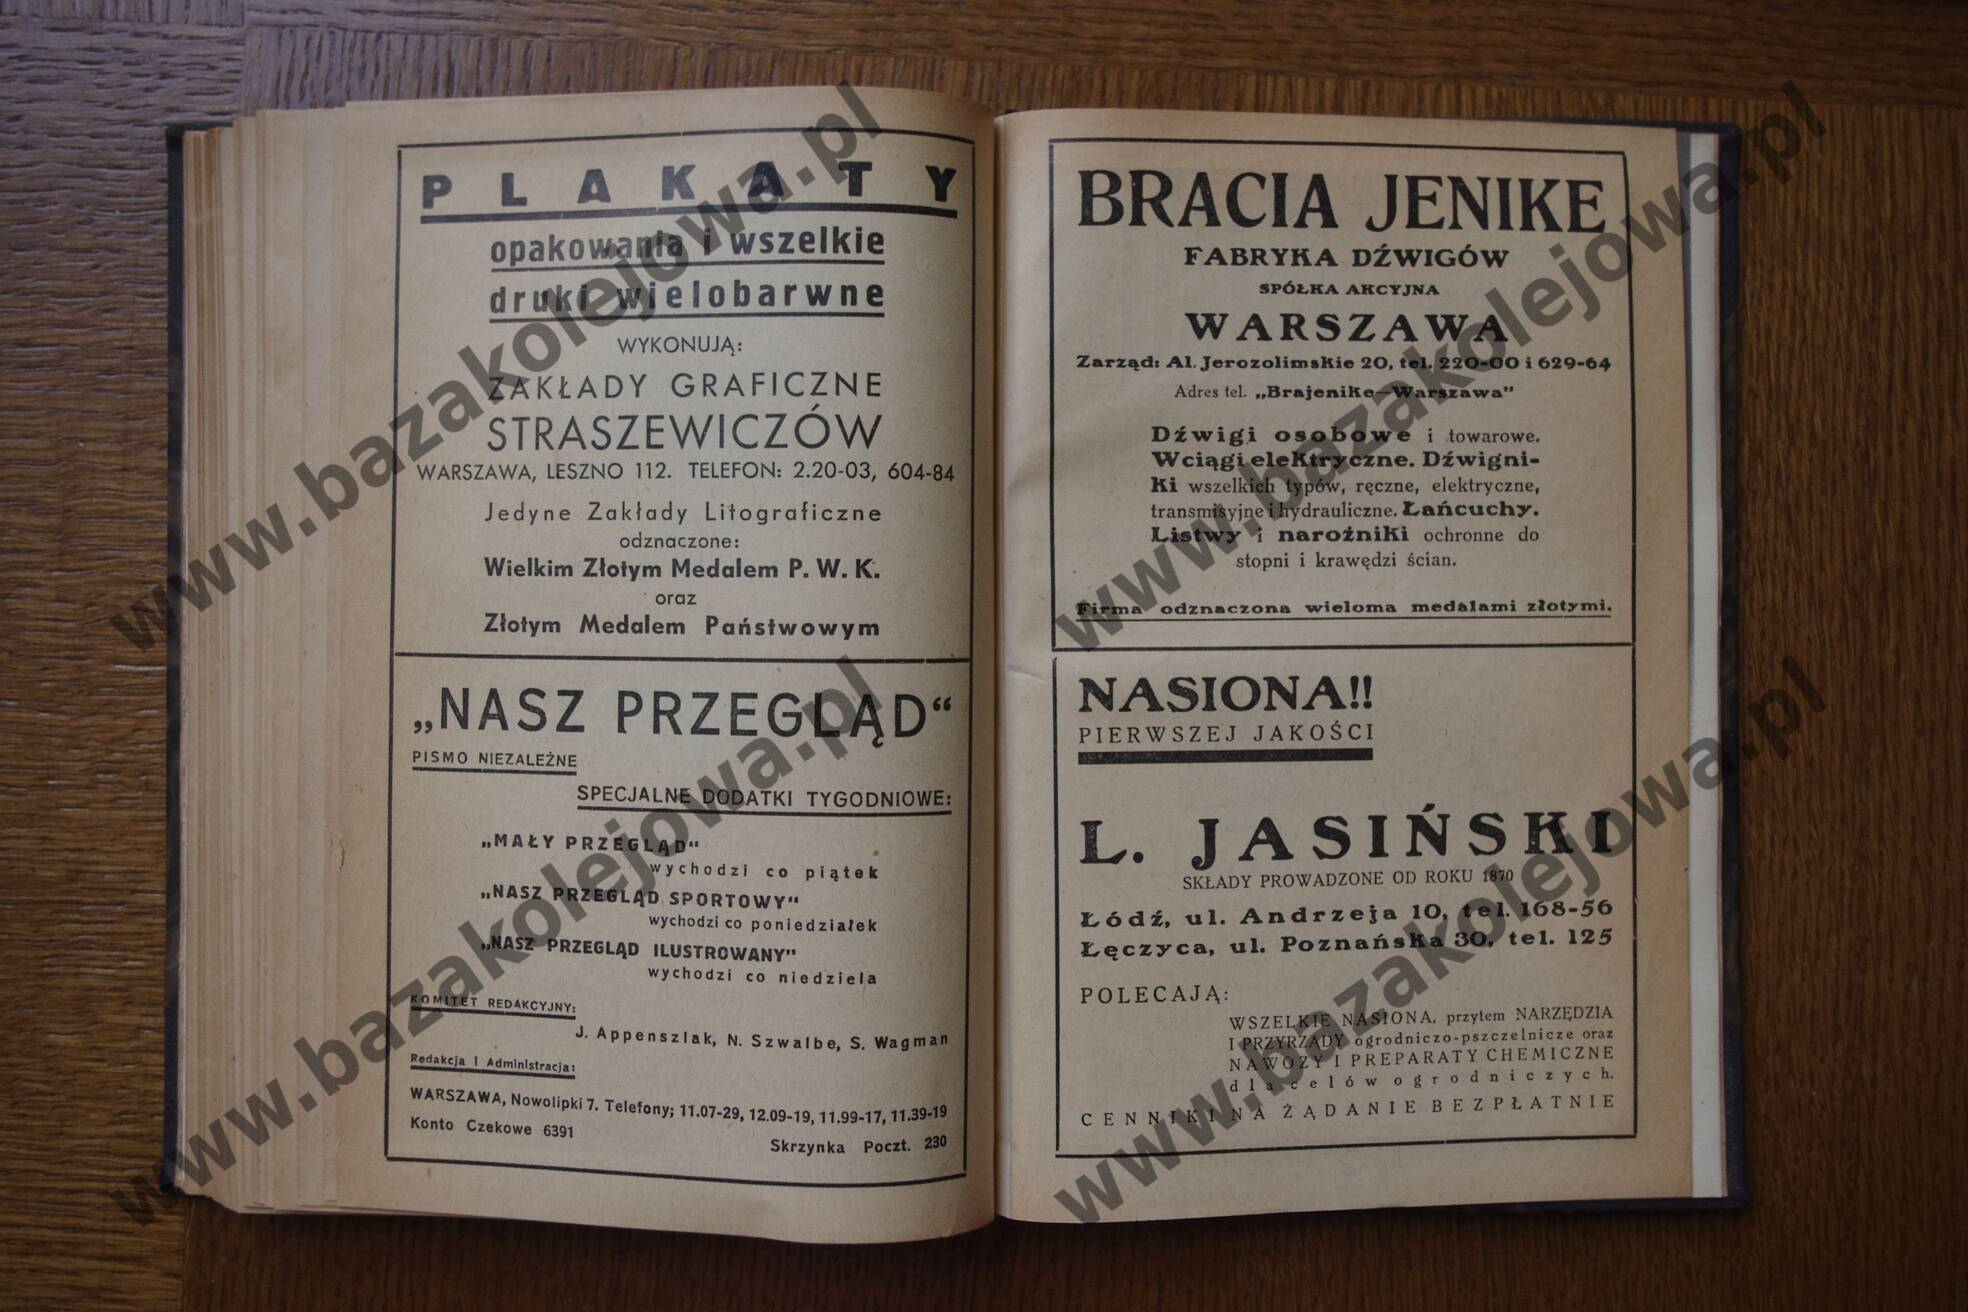 PLAKATY
opakowania i wszelkie
druki wielobarwne
WYKONUJĄ:
ZAKŁADY GRAFICZNE
STRASZEWICZÓW
WARSZAWA, LESZNO 112. TELEFON: 2.20-03, 604-84
Jedyne Zakłady Litograficzne
odznaczone:
Wielkim Złotym Medalem P. W. K.
oraz
Złotym Medalem Państwowym
„NASZ PRZEGLĄD“
PISMO NIEZALEŻNE
SPECJALNE DODATKI TYGODNIOWE:
„MAŁY PRZEGLĄD“
wychodzi co piątek
„NASZ PRZEGLĄD SPORTOWY“
wychodzi co poniedziałek
„NASZ PRZEGLĄD ILUSTROWANY“
wychodzi co niedziela
KOMITET REDAKCYJNY:
J. Appenszlak, N. Szwalbe, S. Wagman
Redakcja i Administracja:
WARSZAWA, Nowolipki 7. Telefony; 11.07-29, 12.09-19, 11.99-17, 11.39-19
Konto Czekowe 6391
Skrzynka Poczt. 230
BRACIA JENIKE
FABRYKA DŹWIGÓW
SPÓŁKA AKCYJNA
WARSZAWA
Zarząd: Al. Jerozolimskie 20, tel. 220-00 i 629-64
Adres tel. „Brajenike—Warszawa"
Dźwigi osobowe i towarowe.
Wciągi elektryczne. Dźwigni-
ki wszelkich typów, ręczne, elektryczne,
transmisyjne i hydrauliczne. Łańcuchy.
Listwy i narożniki ochronne do
stopni i krawędzi ścian.
Firma odznaczona wieloma medalami złotymi.
NASIONA!!
PIERWSZEJ JAKOŚCI
L. JASIŃSKI
SKŁADY PROWADZONE OD ROKU 1870
Łódź, ul. Andrzeja 10, tel. 168-56
Łęczyca, ul. Poznańska 30, tel. 125
POLECAJĄ:
WSZELKIE NASIONA, przytem NARZĘDZIA
I PRZYRZĄDY ogrodniczo-pszczelnicze oraz
NAWOZY I PREPARATY CHEMICZNE
dla celów ogrodniczych.
CENNIKI NA ŻĄDANIE BEZPŁATNIE
www.bazakolejowa.pl
www.bazakolejowa.pl
www.bazakolejowa.pl
www.bazakolejowa.pl